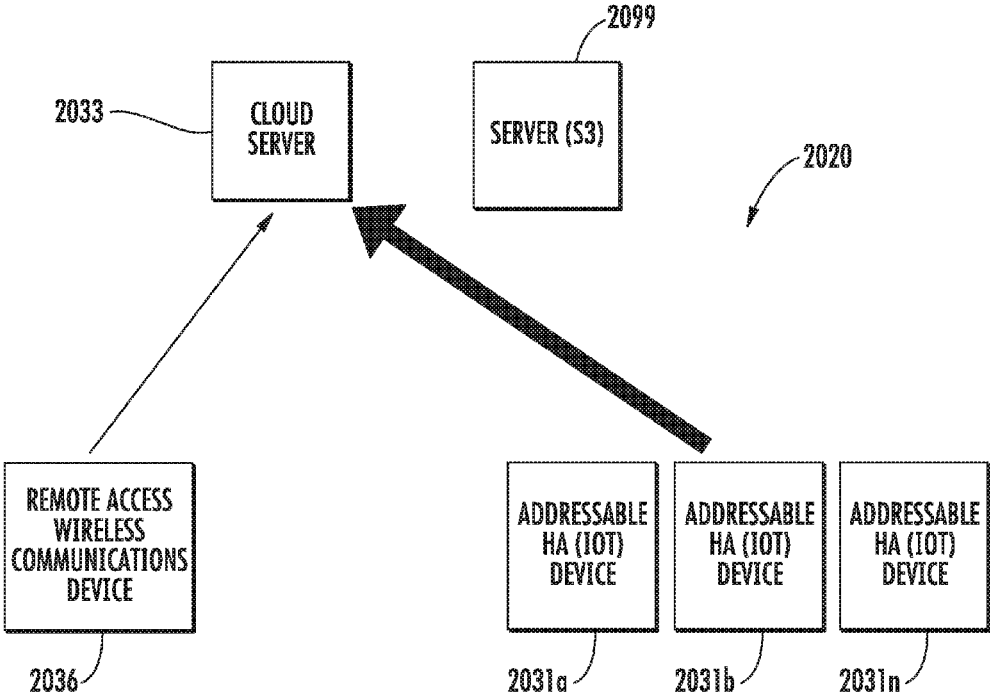 2099
2033
CLOUD
SERVER
SERVER (S3)
2020
REMOTE ACCESS
WIRELESS
COMMUNICATIONS
DEVICE
ADDRESSABLE
HA (IOT)
DEVICE
ADDRESSABLE
HA (IOT)
DEVICE
ADDRESSABLE
HA (IOT)
DEVICE
2036
2031a
2031b
2031n